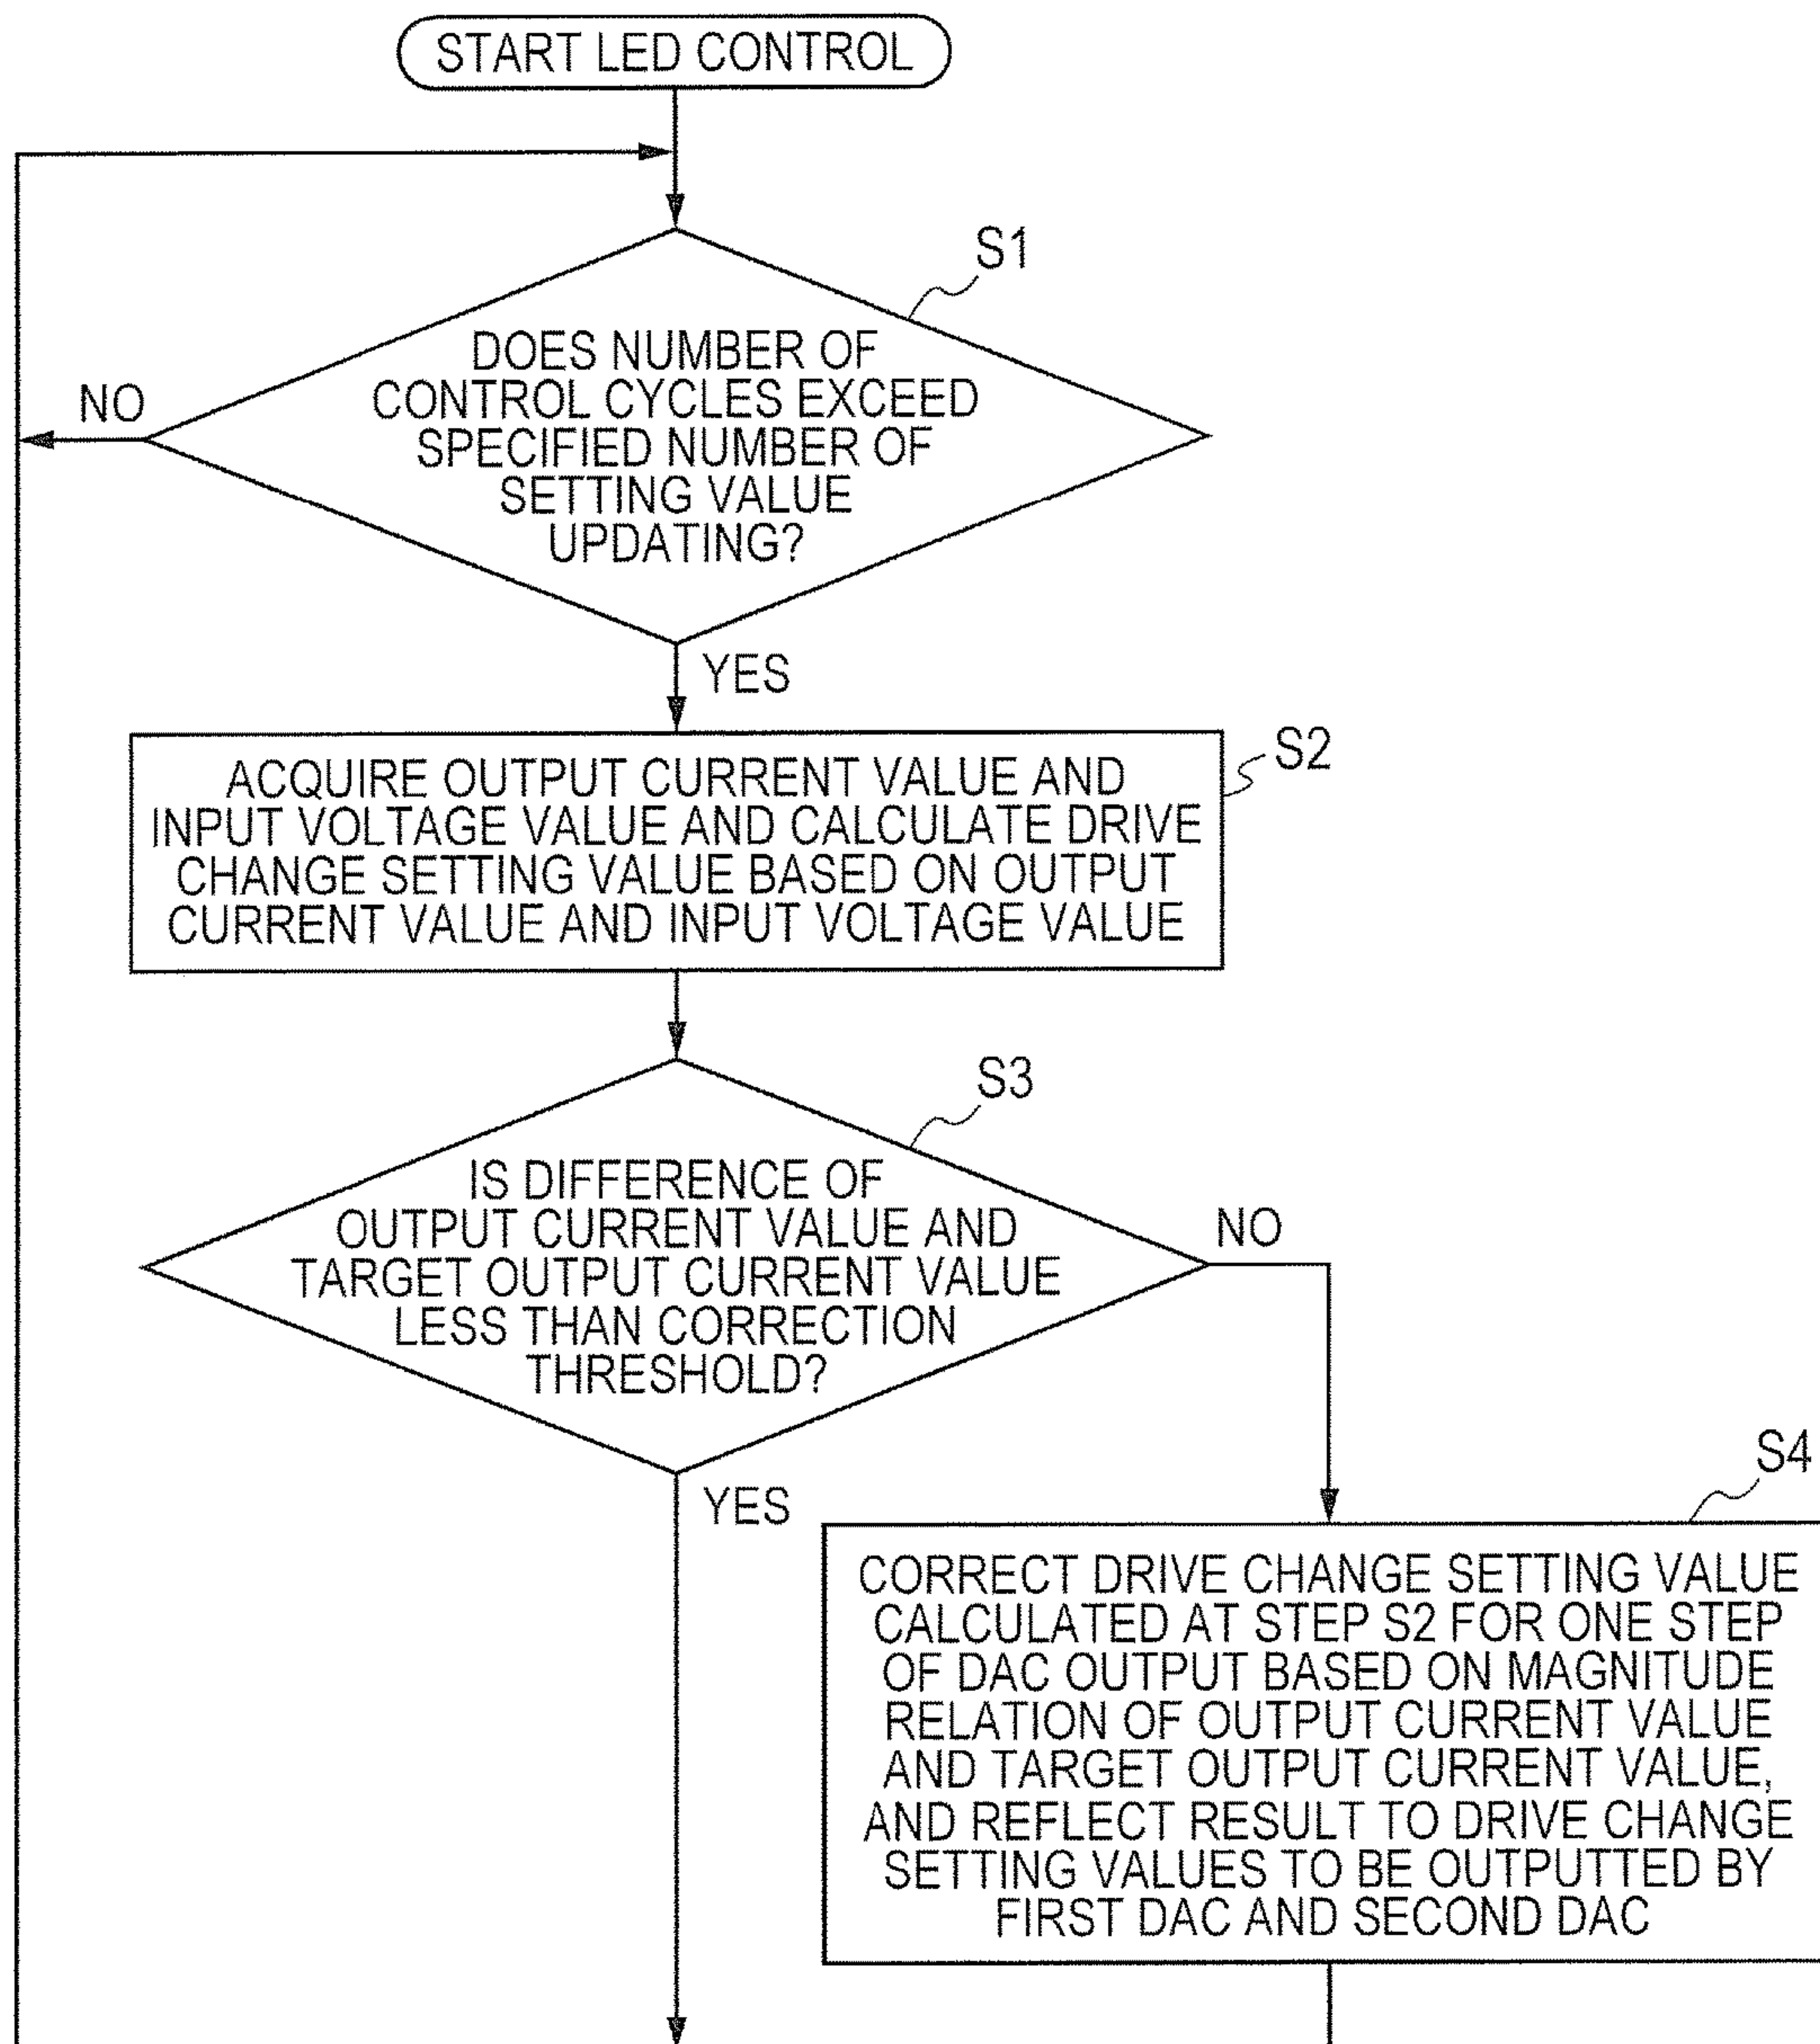 START LED CONTROL
S1
DOES NUMBER OF
CONTROL CYCLES EXCEED
SPECIFIED NUMBER OF
SETTING VALUE
UPDATING?
NO
YES
S2
ACQUIRE OUTPUT CURRENT VALUE AND
INPUT VOLTAGE VALUE AND CALCULATE DRIVE
CHANGE SETTING VALUE BASED ON OUTPUT
CURRENT VALUE AND INPUT VOLTAGE VALUE
S3
IS DIFFERENCE OF
OUTPUT CURRENT VALUE AND
TARGET OUTPUT CURRENT VALUE
LESS THAN CORRECTION
THRESHOLD?
NO
YES
S4
CORRECT DRIVE CHANGE SETTING VALUE
CALCULATED AT STEP S2 FOR ONE STEP
OF DAC OUTPUT BASED ON MAGNITUDE
RELATION OF OUTPUT CURRENT VALUE
AND TARGET OUTPUT CURRENT VALUE,
AND REFLECT RESULT TO DRIVE CHANGE
SETTING VALUES TO BE OUTPUTTED BY
FIRST DAC AND SECOND DAC